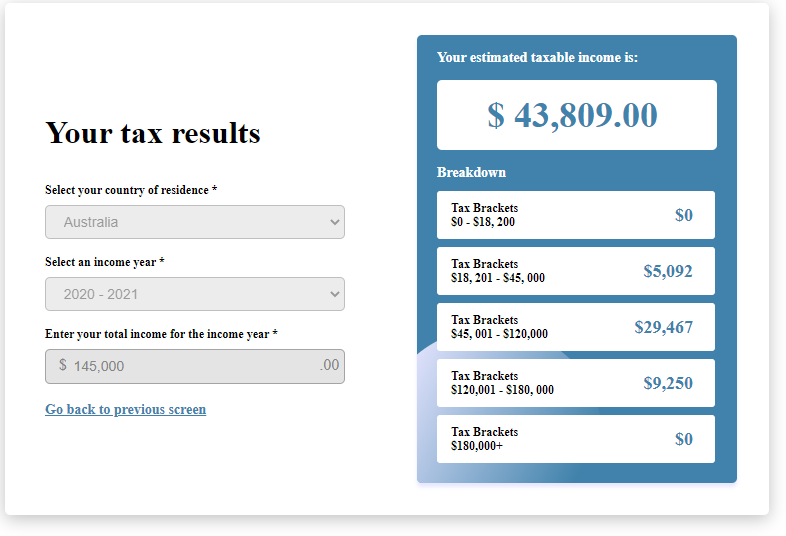 Your tax results
Select your country of residence *
Australia
Select an income year *
2020 - 2021
Enter your total income for the income year *
$ 145,000 .00
Go back to previous screen
Your estimated taxable income is:
$ 43,809.00
Breakdown
Tax Brackets
$0 - $18, 200
$0
Tax Brackets
$18, 201 - $45, 000
$5,092
Tax Brackets
$45, 001 - $120,000
$29,467
Tax Brackets
$120,001 - $180, 000
$9,250
Tax Brackets
$180,000+
$0